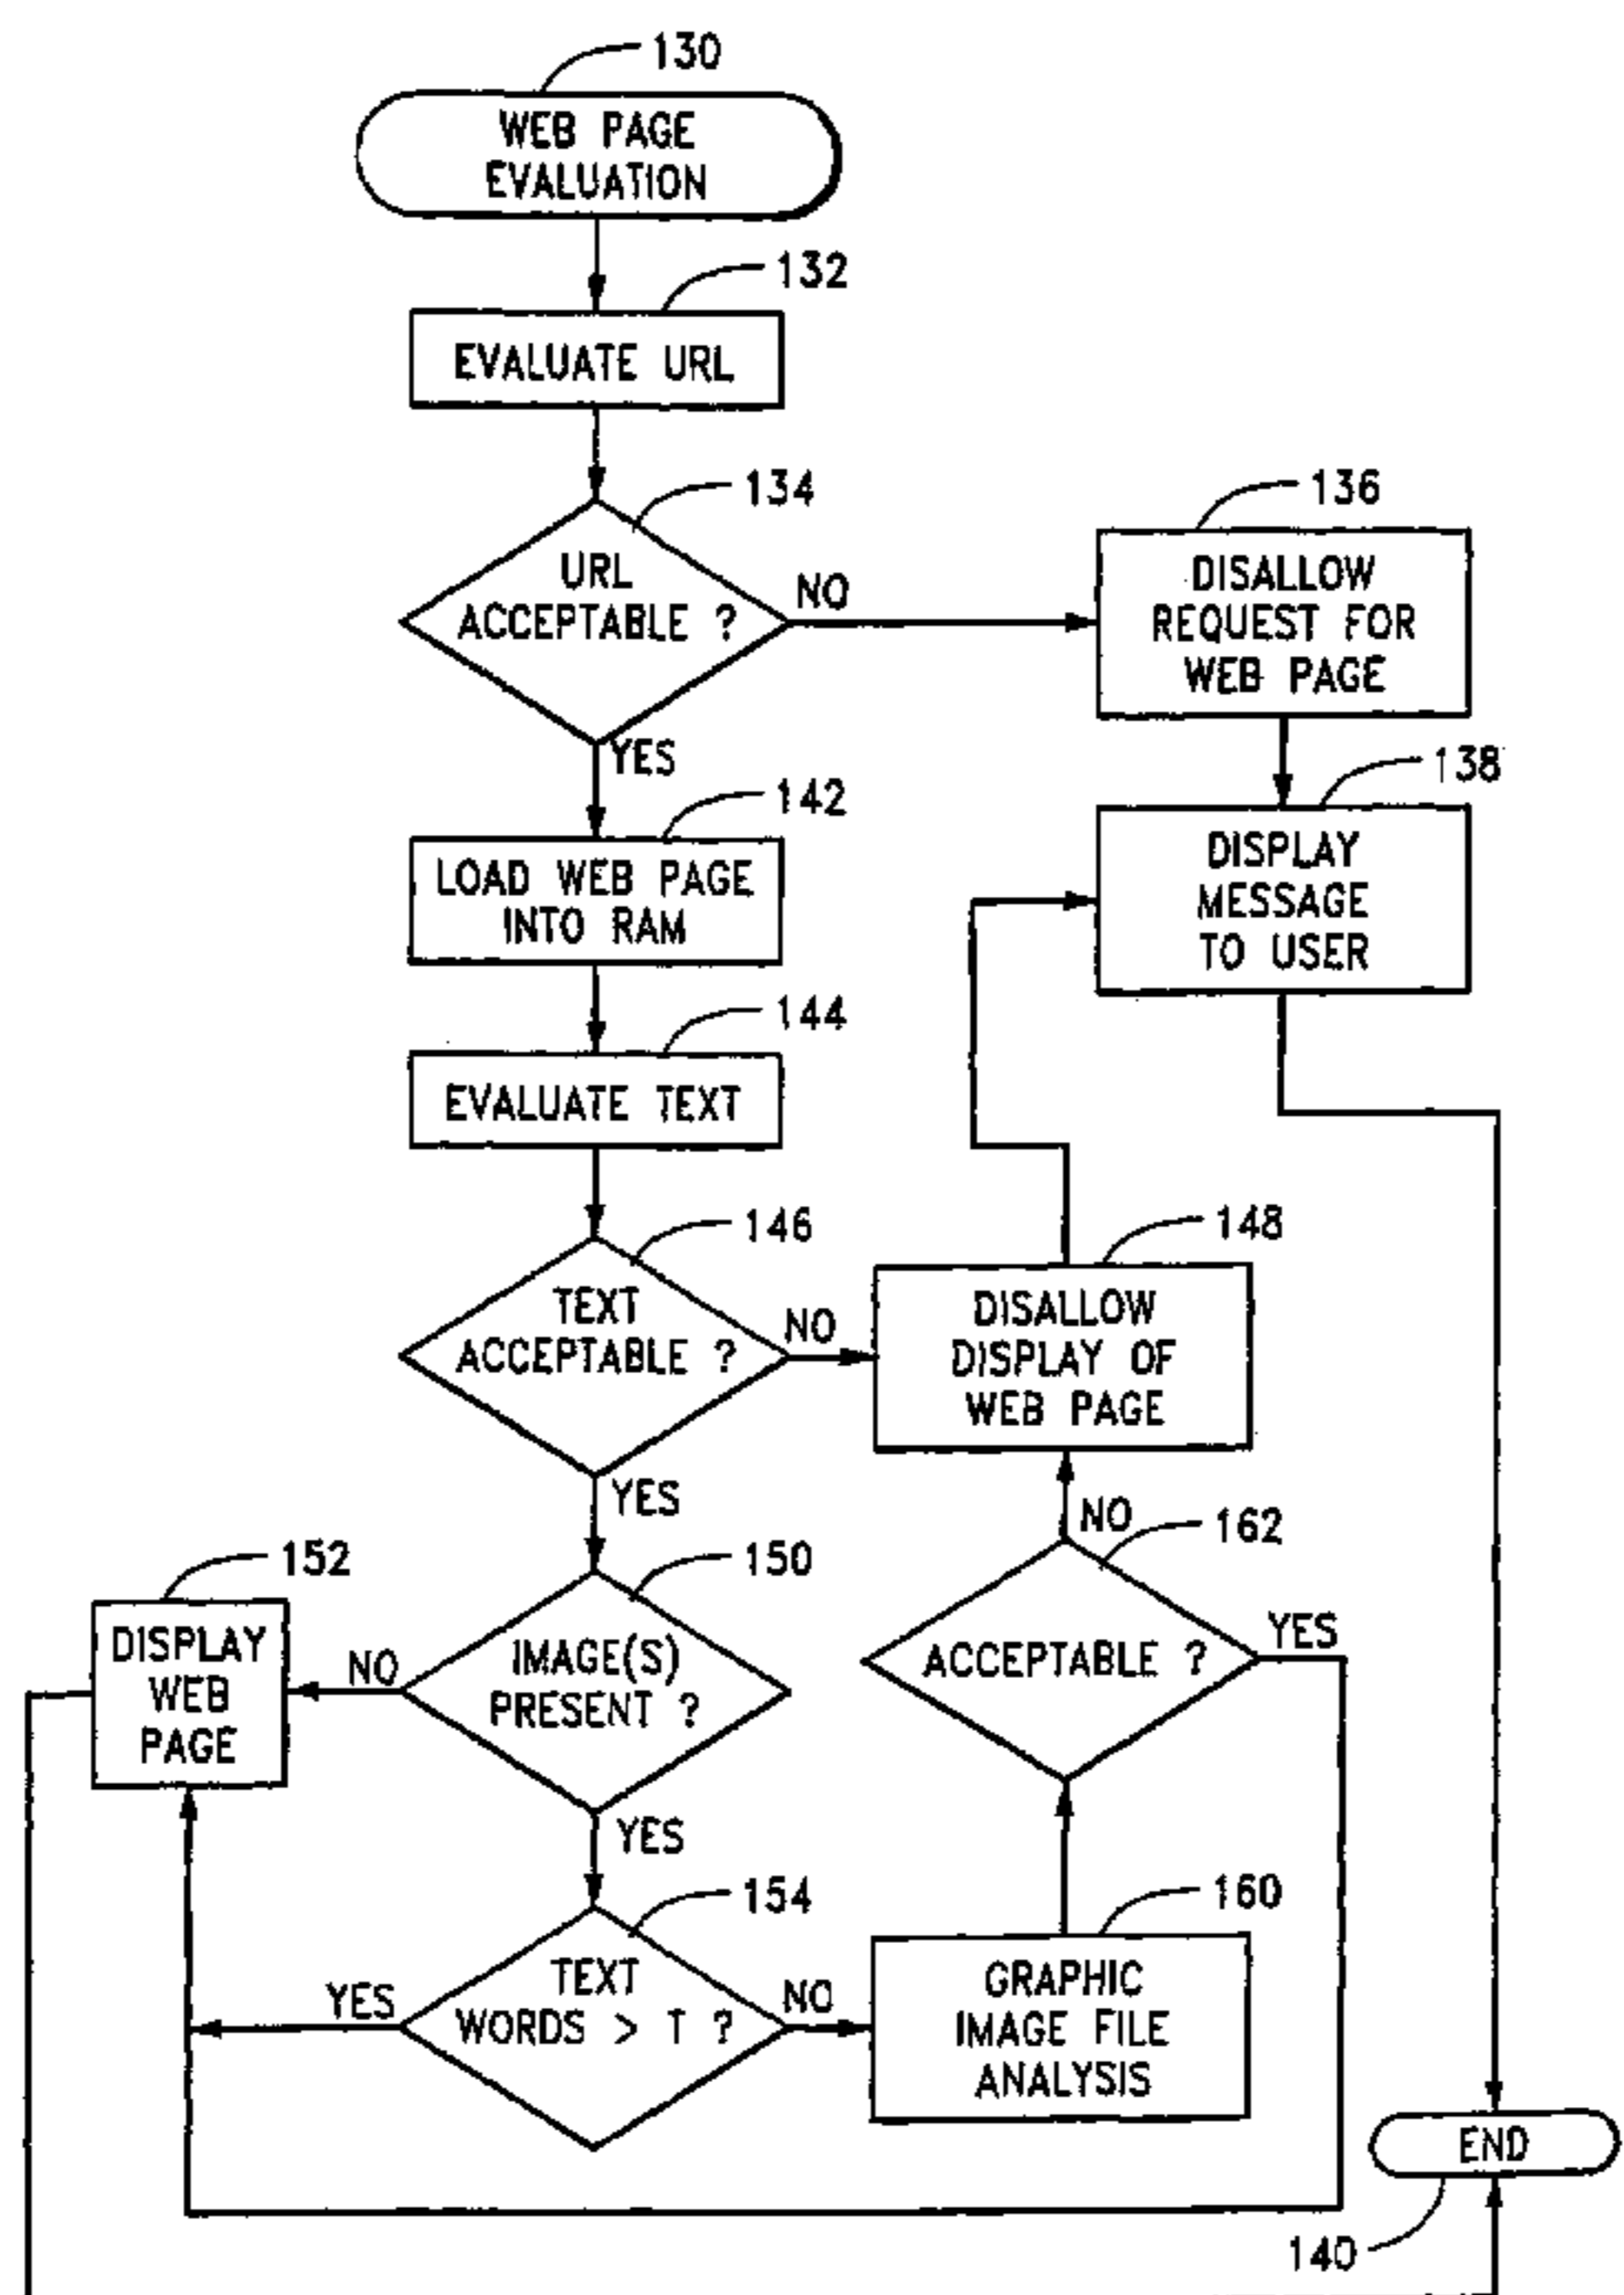 130
WEB PAGE
EVALUATION
132
EVALUATE URL
134
URL
ACCEPTABLE ?
NO
YES
136
DISALLOW
REQUEST FOR
WEB PAGE
138
DISPLAY
MESSAGE
TO USER
142
LOAD WEB PAGE
INTO RAM
144
EVALUATE TEXT
146
TEXT
ACCEPTABLE ?
NO
YES
148
DISALLOW
DISPLAY OF
WEB PAGE
150
IMAGE(S)
PRESENT ?
NO
YES
152
DISPLAY
WEB
PAGE
162
ACCEPTABLE ?
NO
YES
154
TEXT
WORDS > T ?
YES
NO
160
GRAPHIC
IMAGE FILE
ANALYSIS
END
140